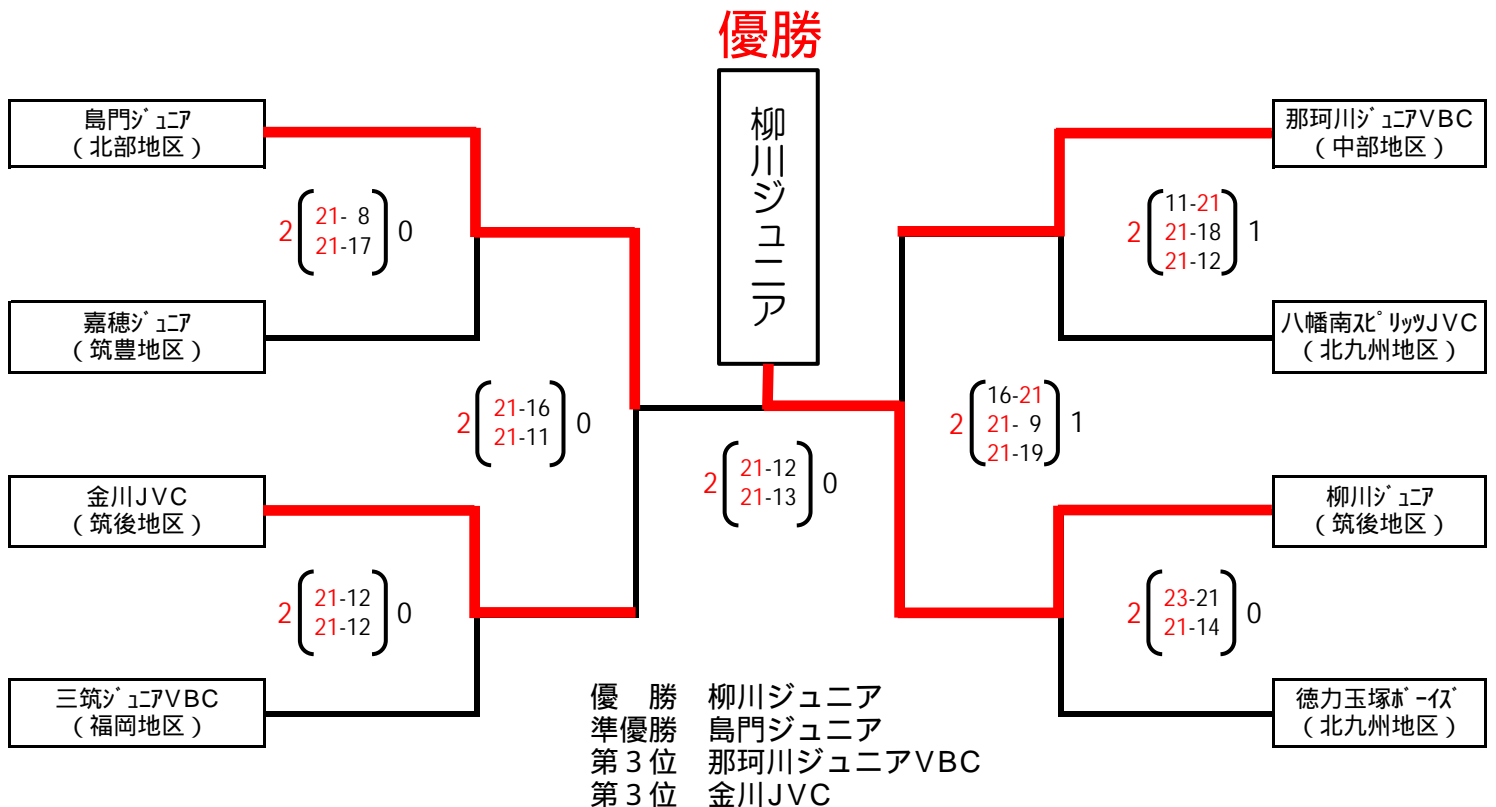 優勝
柳川ジュニア
島門ｼﾞｭﾆｱ
（北部地区）
2 21- 8 0
21-17
嘉穂ｼﾞｭﾆｱ
（筑豊地区）
2 21-16 0
21-11
金川JVC
（筑後地区）
2 21-12 0
21-12
三筑ｼﾞｭﾆｱVBC
（福岡地区）
2 21-12 0
21-13
那珂川ｼﾞｭﾆｱVBC
（中部地区）
11-21
2 21-18 1
21-12
八幡南ｽﾋﾟﾘｯﾂJVC
（北九州地区）
16-21
2 21- 9 1
21-19
柳川ｼﾞｭﾆｱ
（筑後地区）
2 23-21 0
21-14
徳力玉塚ﾎﾞｰｲｽﾞ
（北九州地区）
優　勝　柳川ジュニア
準優勝　島門ジュニア
第３位　那珂川ジュニアVBC
第３位　金川JVC